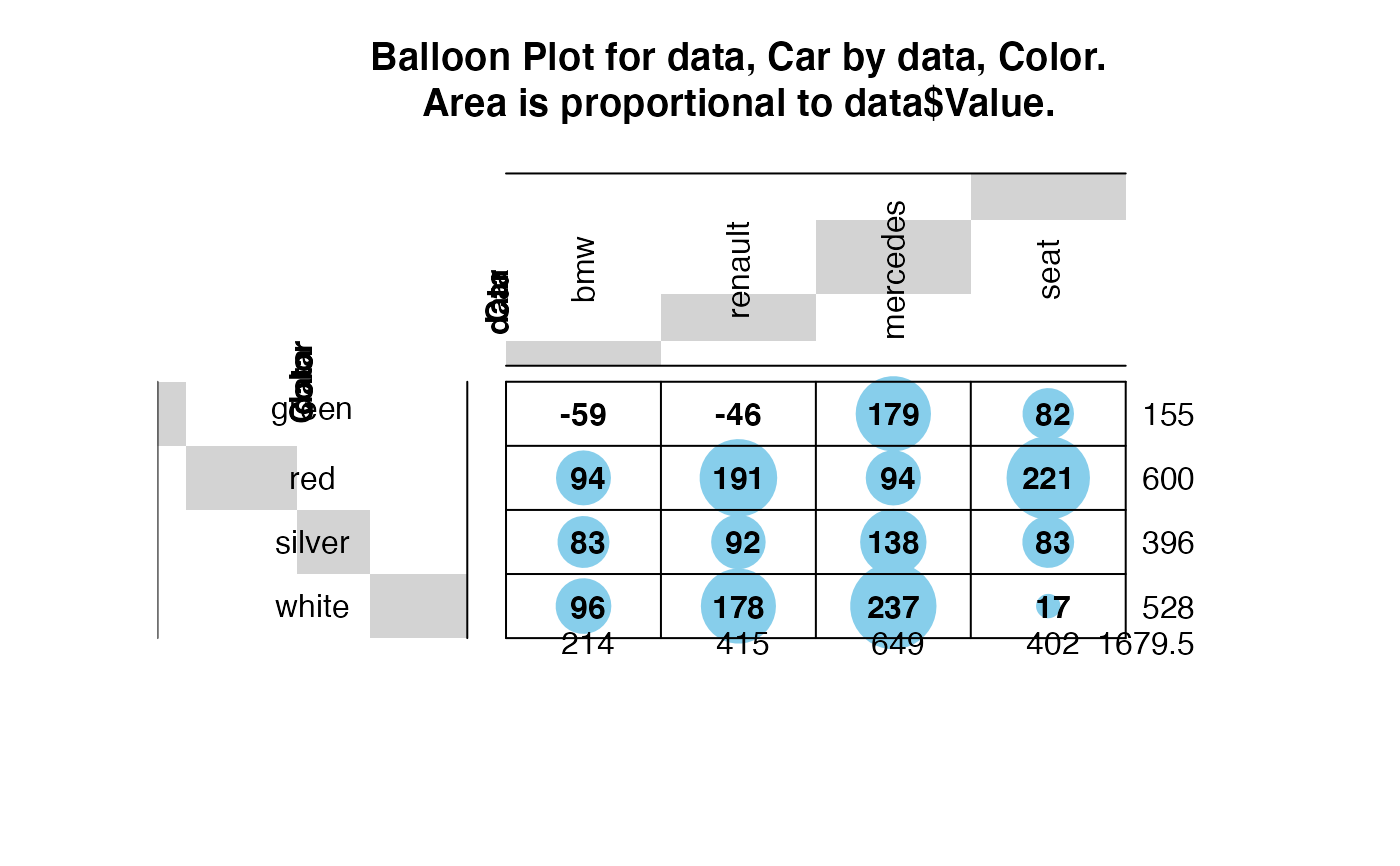 Balloon Plot for data, Car by data, Color.
Area is proportional to data$Value.
bmw renault mercedes seat
green -59 -46 179 82 155
red 94 191 94 221 600
silver 83 92 138 83 396
white 96 178 237 17 528
214 415 649 402 1679.5